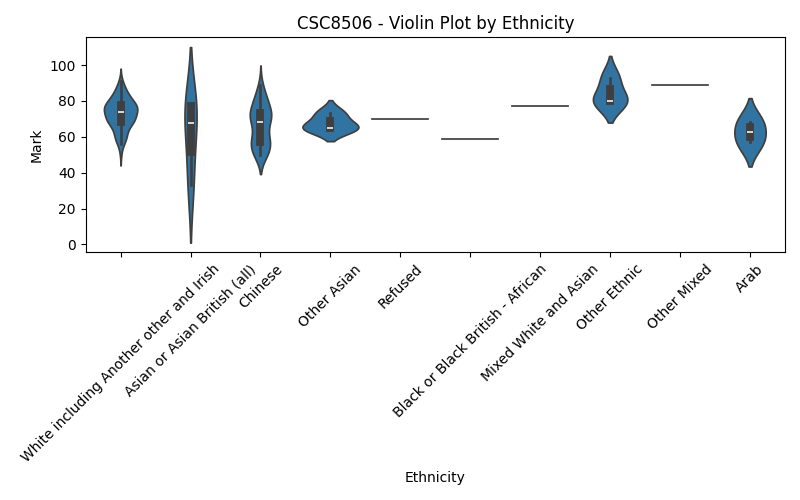 CSC8506 - Violin Plot by Ethnicity
Mark
100
80
60
40
20
0
White including Another other and Irish
Asian or Asian British (all)
Chinese
Other Asian
Refused
Black or Black British - African
Mixed White and Asian
Other Ethnic
Other Mixed
Arab
Ethnicity